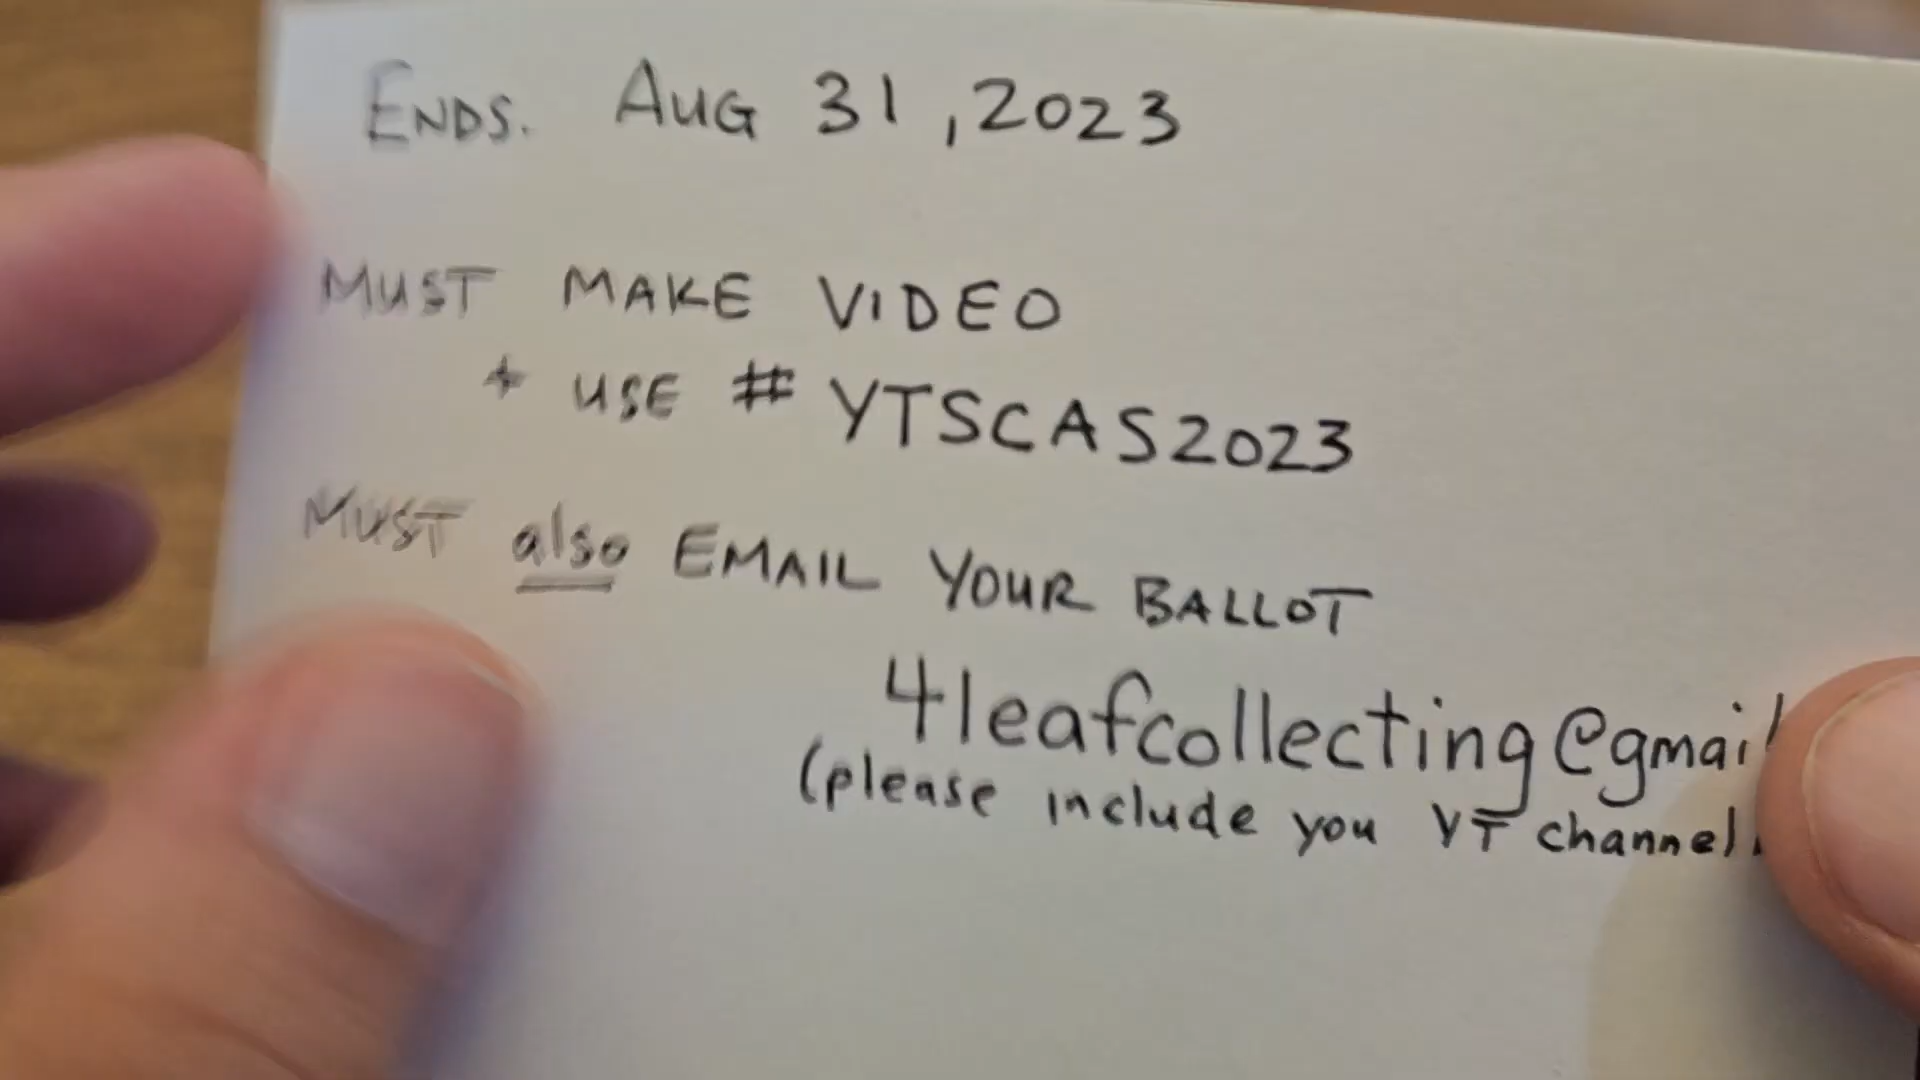 ENDS. AUG 31, 2023
MUST MAKE VIDEO
+ USE # YTSCAS2023
MUST also EMAIL YOUR BALLOT
4leafcollecting@gmail
(please include you YT channel.